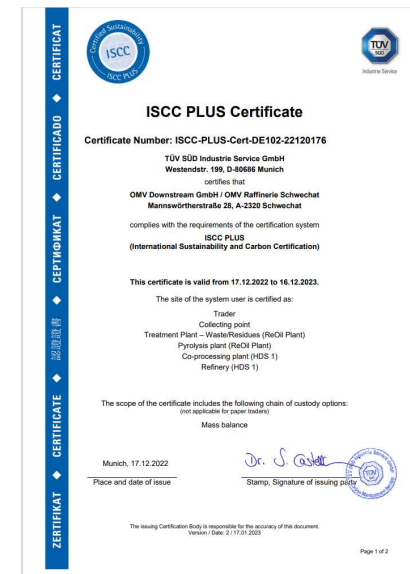 Certified Sustainability
ISCC
ISCC PLUS
TÜV
SÜD
Industrie Service
ISCC PLUS Certificate
Certificate Number: ISCC-PLUS-Cert-DE102-22120176
TÜV SÜD Industrie Service GmbH
Westendstr. 199, D-80686 Munich
certifies that
OMV Downstream GmbH / OMV Raffinerie Schwechat
Mannswörtherstraße 28, A-2320 Schwechat
complies with the requirements of the certification system
ISCC PLUS
(International Sustainability and Carbon Certification)
This certificate is valid from 17.12.2022 to 16.12.2023.
The site of the system user is certified as:
Trader
Collecting point
Treatment Plant – Waste/Residues (ReOil Plant)
Pyrolysis plant (ReOil Plant)
Co-processing plant (HDS 1)
Refinery (HDS 1)
The scope of the certificate includes the following chain of custody options:
(not applicable for paper traders)
Mass balance
Munich, 17.12.2022
Place and date of issue
Dr. J. Castell
Stamp, Signature of issuing party
The issuing Certification Body is responsible for the accuracy of this document.
Version / Date: 2 / 17.01.2023
Page 1 of 2
ZERTIFIKAT ◆ CERTIFICATE ◆ 認證證書 ◆ СЕРТИФИКАТ ◆ CERTIFICADO ◆ CERTIFICAT